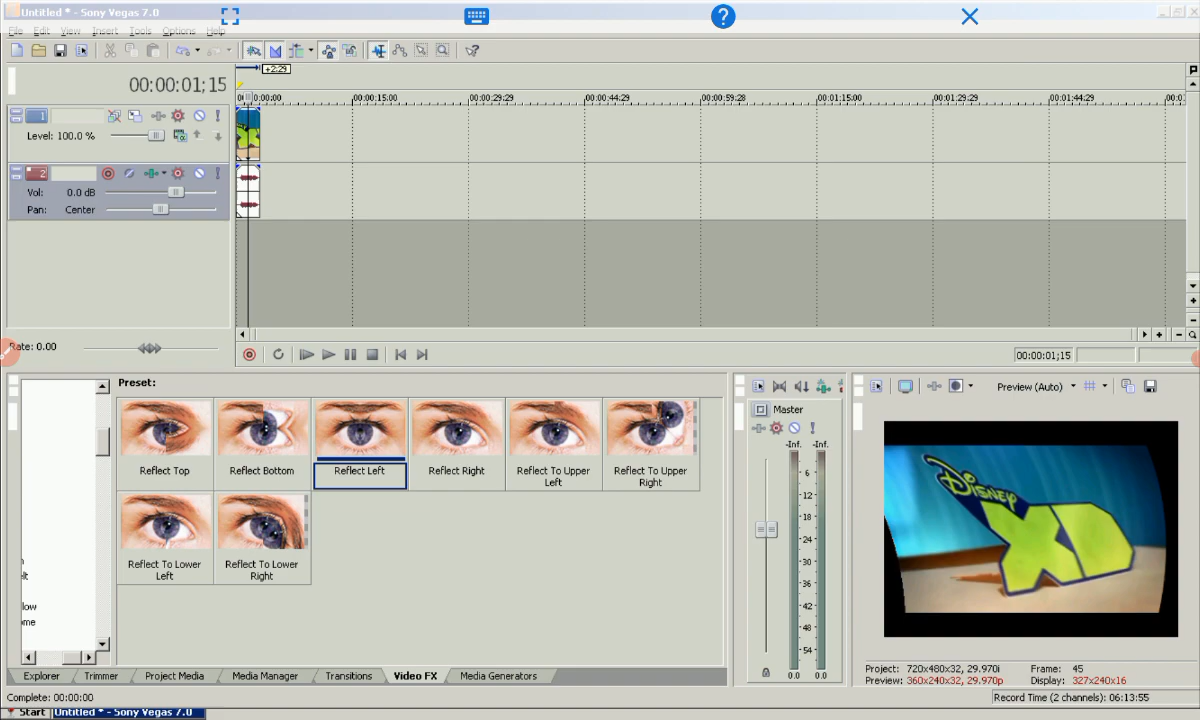 Untitled * - Sony Vegas 7.0
File Edit View Insert Tools Options Help
00:00:01;15
+2:29
0:00:00 00:00:15:00 00:00:29:29 00:00:44:29 00:00:59:28 00:01:15:00 00:01:29:29 00:01:44:29
1
Level: 100.0 %
2
Vol: 0.0 dB
Pan: Center
Rate: 0.00
00:00:01;15
Preset:
Reflect Top
Reflect Bottom
Reflect Left
Reflect Right
Reflect To Upper Left
Reflect To Upper Right
Reflect To Lower Left
Reflect To Lower Right
Explorer Trimmer Project Media Media Manager Transitions Video FX Media Generators
Master
-Inf. -Inf.
6
12
18
24
30
36
42
48
54
0.0 0.0
Preview (Auto)
DISNEY
XD
Project: 720x480x32, 29.970i Frame: 45
Preview: 360x240x32, 29.970p Display: 327x240x16
Complete: 00:00:00
Record Time (2 channels): 06:13:55
Start Untitled * - Sony Vegas 7.0